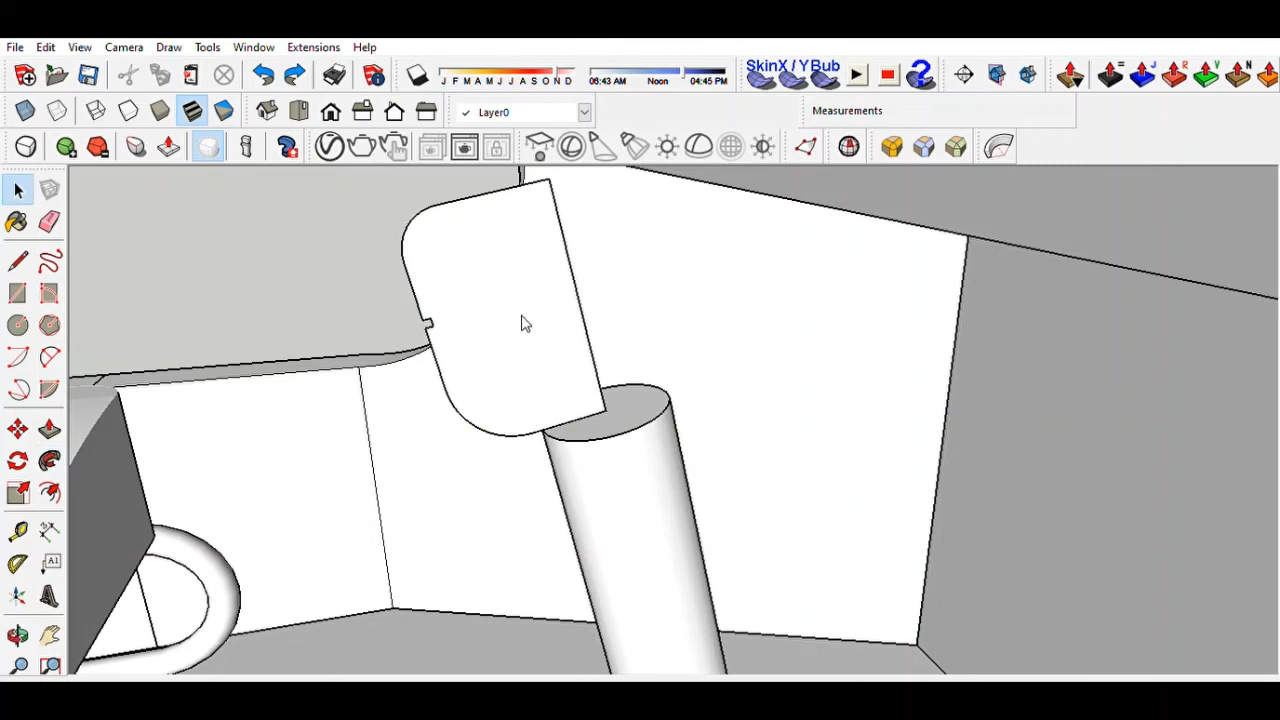 File Edit View Camera Draw Tools Window Extensions Help
J F M A M J J A S O N D 06:43 AM Noon 04:45 PM SkinX / YBub = J R V N D
Layer0 Measurements
A1